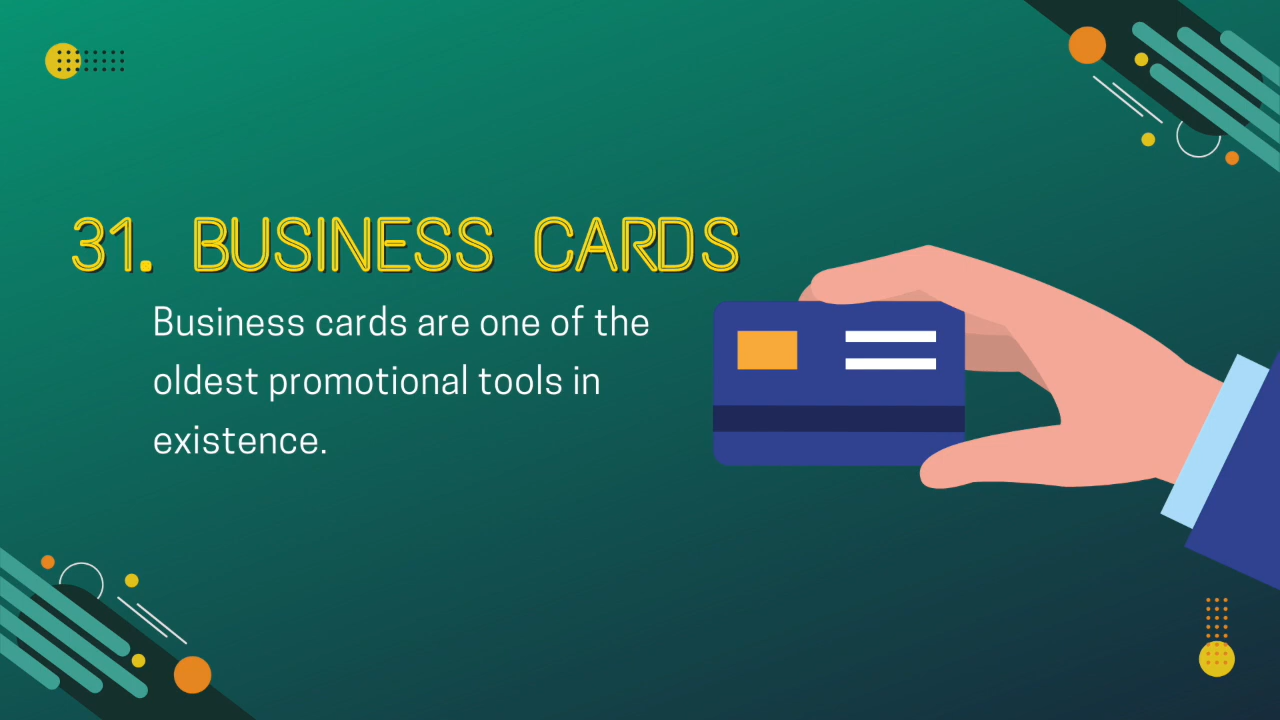 31. BUSINESS CARDS
Business cards are one of the
oldest promotional tools in
existence.